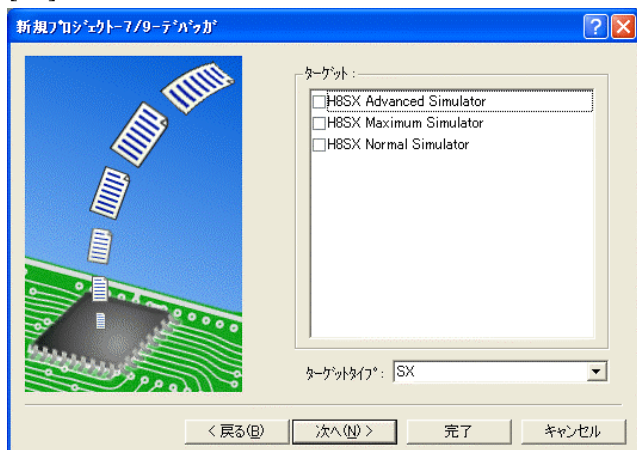 新規ﾌﾟﾛｼﾞｪｸﾄ-7/9-ﾃﾞﾊﾞｯｶﾞ
ﾀｰｹﾞｯﾄ :
H8SX Advanced Simulator
H8SX Maximum Simulator
H8SX Normal Simulator
ﾀｰｹﾞｯﾄﾀｲﾌﾟ : SX
< 戻る(B)
次へ(N) >
完了
キャンセル